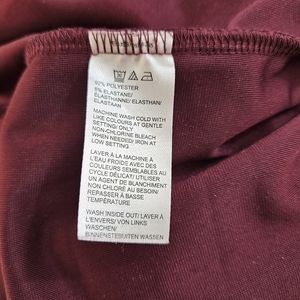 92% POLYESTER
8% ELASTANE/
ELASTHANNE/ ELASTHAN/
ELASTAAN
MACHINE WASH COLD WITH
LIKE COLOURS AT GENTLE
SETTING/ ONLY
NON-CHLORINE BLEACH
WHEN NEEDED/ IRON AT
LOW SETTING
LAVER À LA MACHINE À
L'EAU FROIDE AVEC DES
COULEURS SEMBLABLES AU
CYCLE DÉLICAT/ UTILISER
UN AGENT DE BLANCHIMENT
NON CHLORÉ AU BESOIN/
REPASSER À BASSE
TEMPÉRATURE
WASH INSIDE OUT/ LAVER À
L'ENVERS/ VON LINKS
WASCHEN/
BINNENSTEBUITEN WASSEN